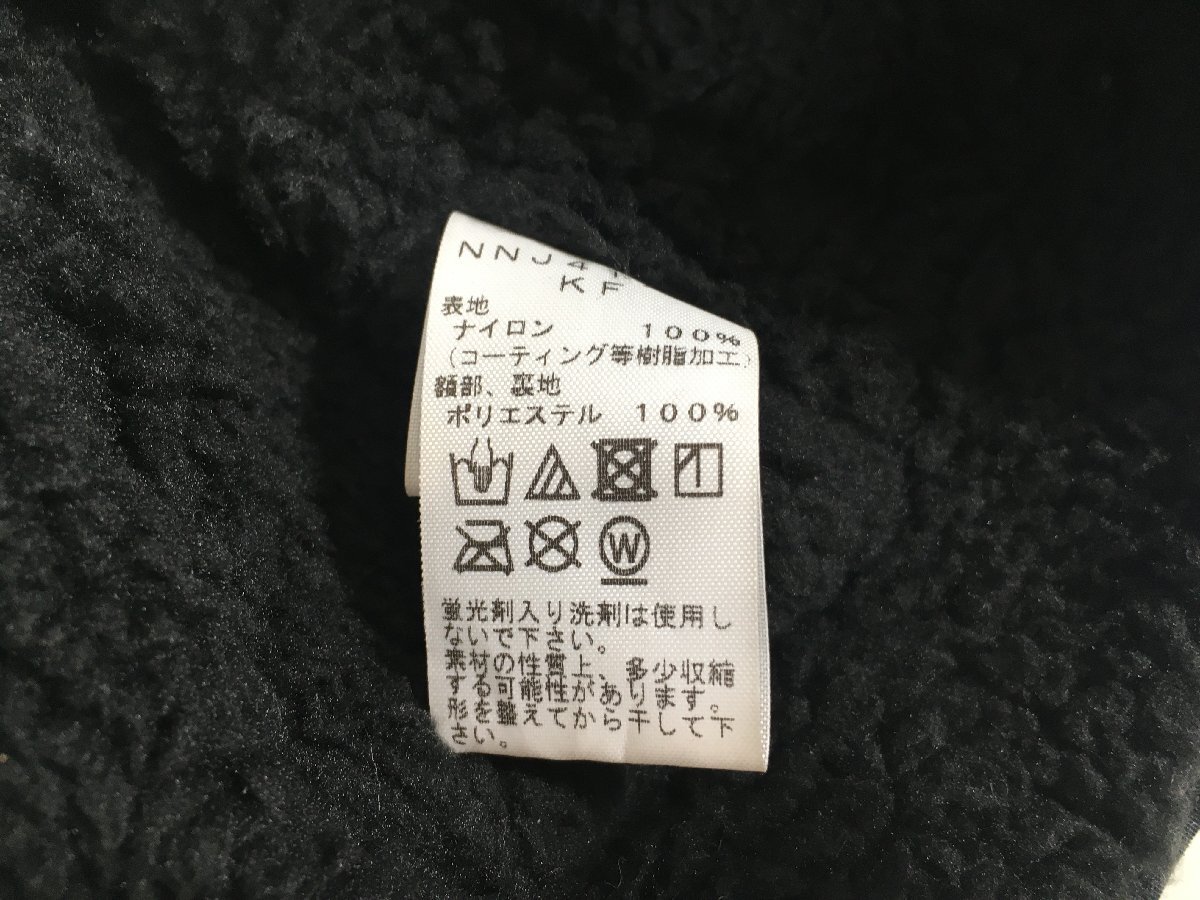 NNJ4
KF
表地
ナイロン 100%
(コーティング等樹脂加工)
額部、裏地
ポリエステル 100%
W
蛍光剤入り洗剤は使用し
ないで下さい。
素材の性質上、多少収縮
する可能性があります。
形を整えてから干して下
さい。